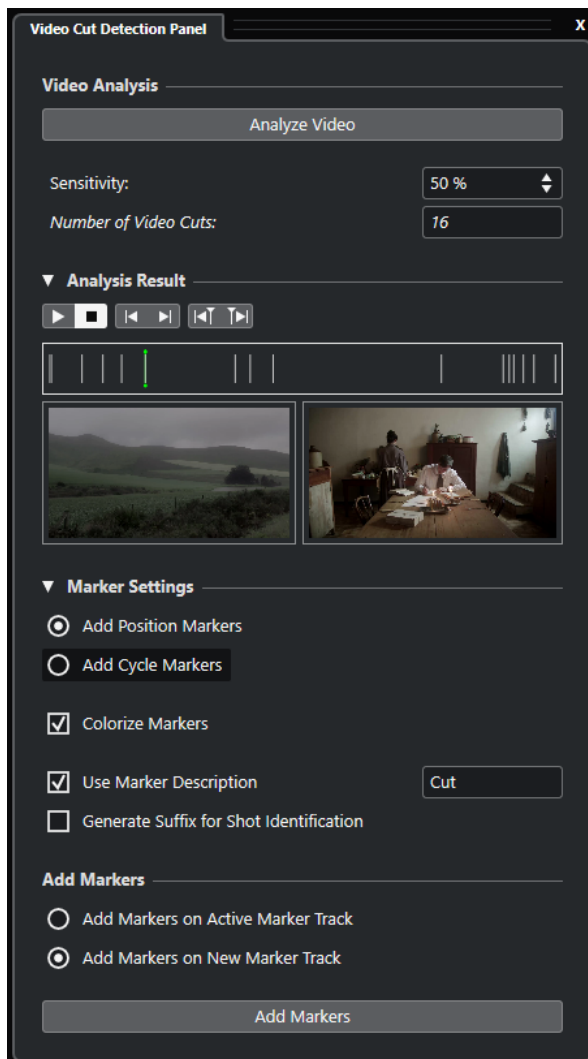 Video Cut Detection Panel
x
Video Analysis
Analyze Video
Sensitivity: 50 %
Number of Video Cuts: 16
Analysis Result
Marker Settings
Add Position Markers
Add Cycle Markers
Colorize Markers
Use Marker Description Cut
Generate Suffix for Shot Identification
Add Markers
Add Markers on Active Marker Track
Add Markers on New Marker Track
Add Markers